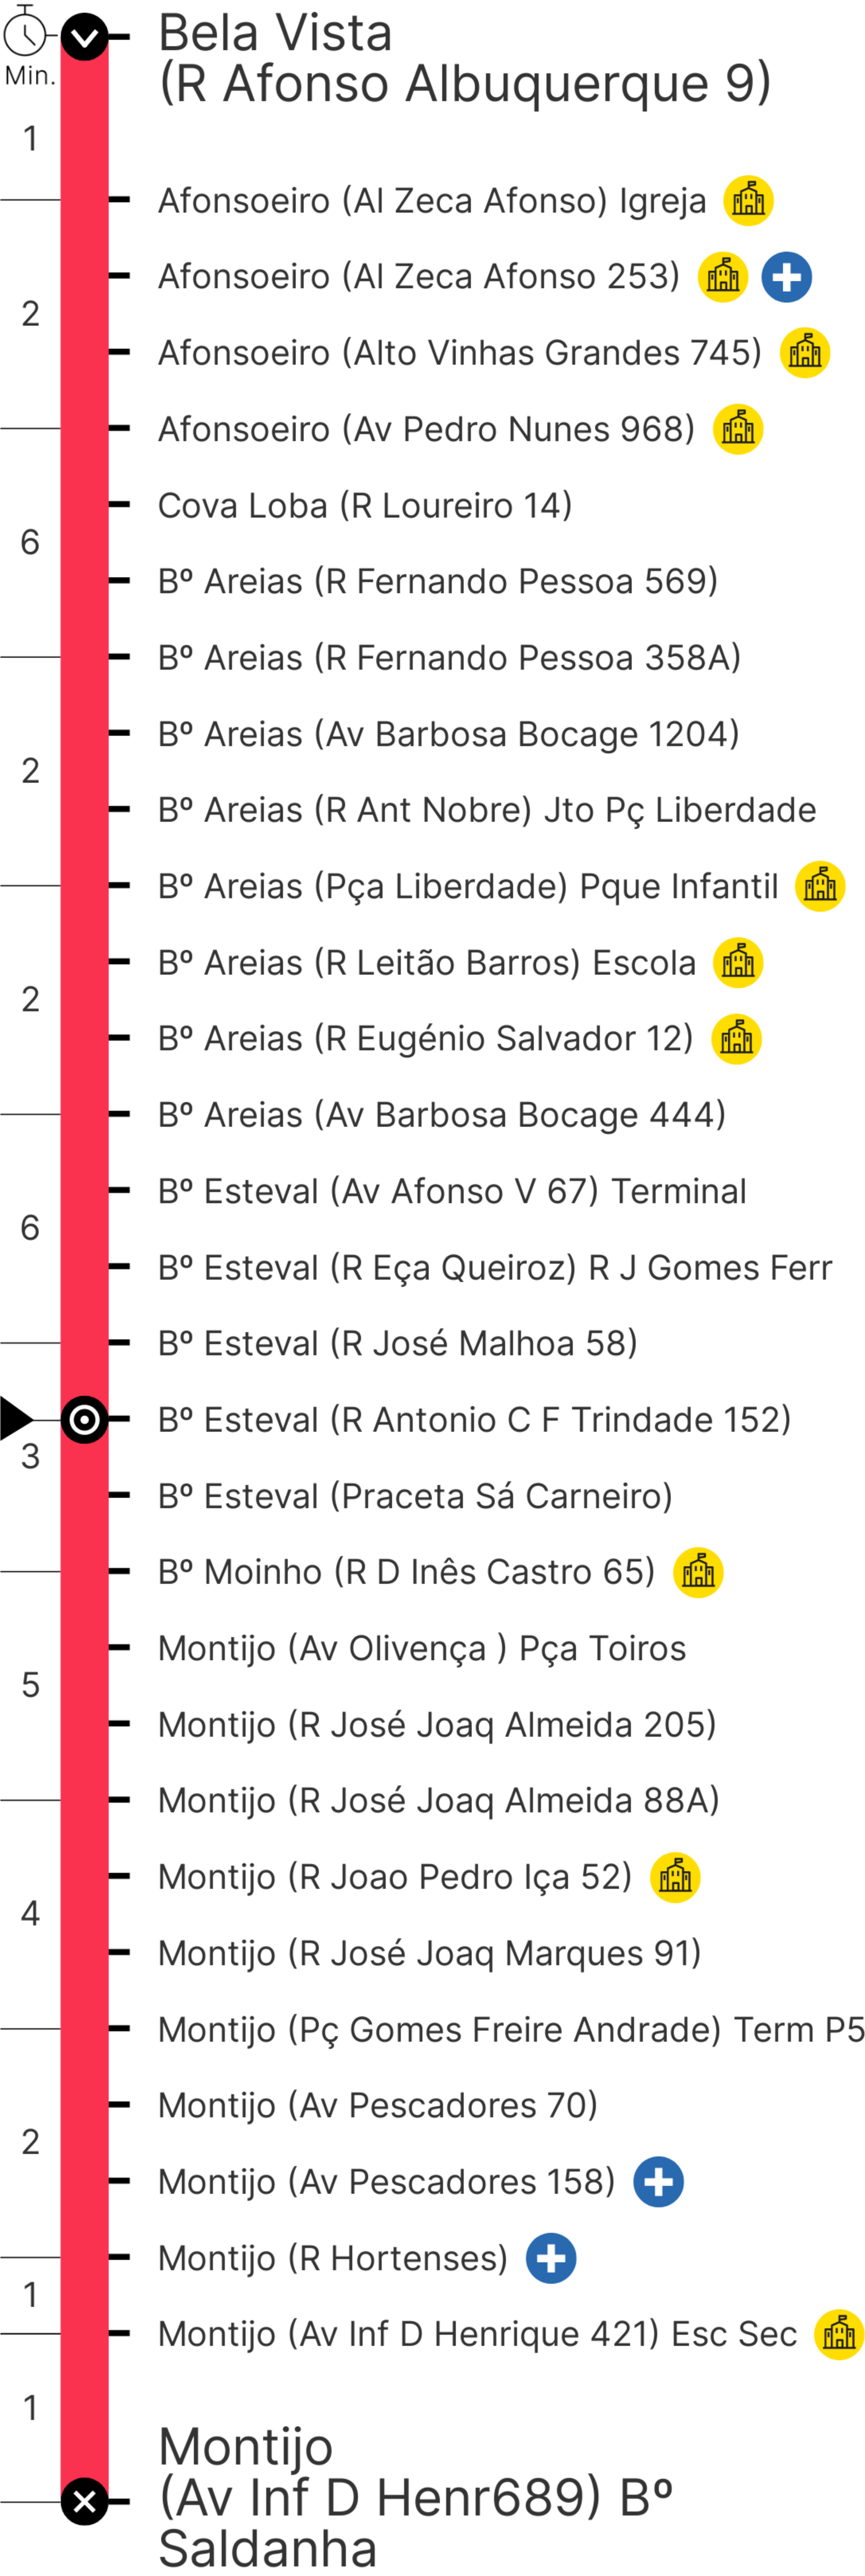 Bela Vista
Min.
(R Afonso Albuquerque 9)
1
Afonsoeiro (Al Zeca Afonso) Igreja
Afonsoeiro (Al Zeca Afonso 253)
2
Afonsoeiro (Alto Vinhas Grandes 745)
Afonsoeiro (Av Pedro Nunes 968)
Cova Loba (R Loureiro 14)
6
Bº Areias (R Fernando Pessoa 569)
Bº Areias (R Fernando Pessoa 358A)
Bº Areias (Av Barbosa Bocage 1204)
2
Bº Areias (R Ant Nobre) Jto Pç Liberdade
Bº Areias (Pça Liberdade) Pque Infantil
Bº Areias (R Leitão Barros) Escola
2
Bº Areias (R Eugénio Salvador 12)
Bº Areias (Av Barbosa Bocage 444)
Bº Esteval (Av Afonso V 67) Terminal
6
Bº Esteval (R Eça Queiroz) R J Gomes Ferr
Bº Esteval (R José Malhoa 58)
Bº Esteval (R Antonio C F Trindade 152)
3
Bº Esteval (Praceta Sá Carneiro)
Bº Moinho (R D Inês Castro 65)
Montijo (Av Olivença ) Pça Toiros
5
Montijo (R José Joaq Almeida 205)
Montijo (R José Joaq Almeida 88A)
Montijo (R Joao Pedro Iça 52)
4
Montijo (R José Joaq Marques 91)
Montijo (Pç Gomes Freire Andrade) Term P5
Montijo (Av Pescadores 70)
2
Montijo (Av Pescadores 158)
Montijo (R Hortenses)
1
Montijo (Av Inf D Henrique 421) Esc Sec
1
Montijo
(Av Inf D Henr689) Bº
Saldanha